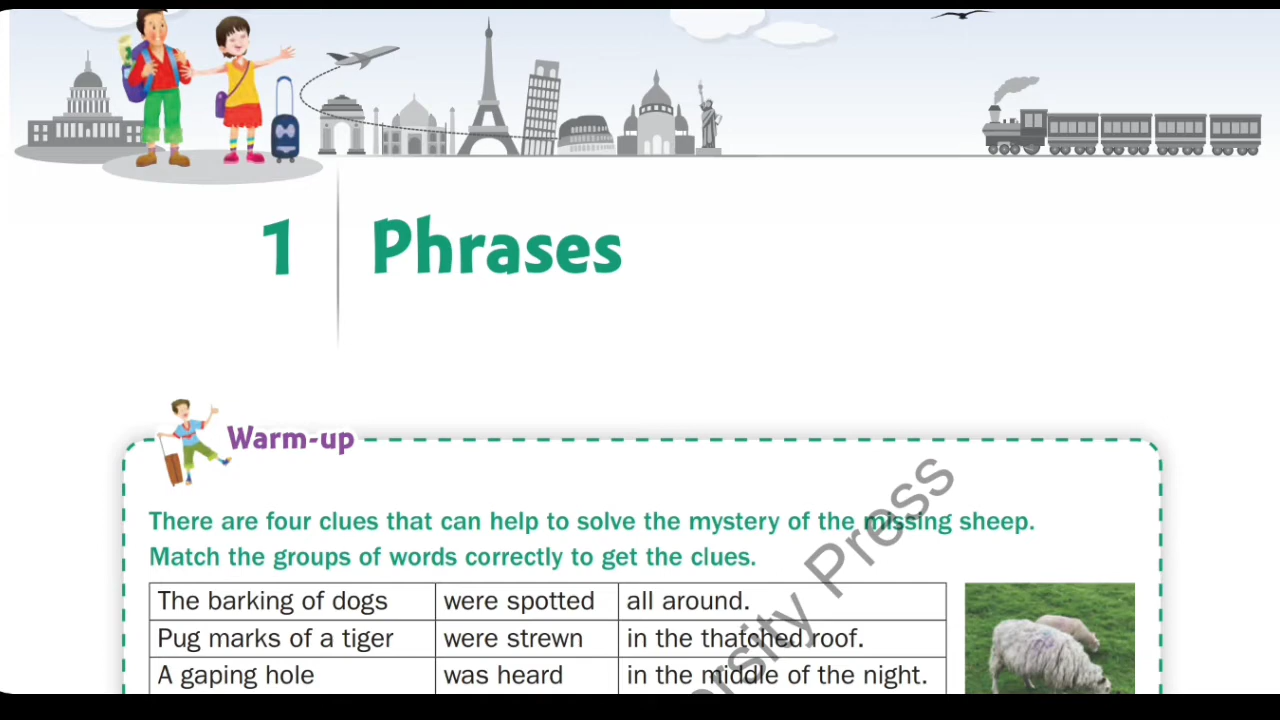 1 Phrases
Warm-up
There are four clues that can help to solve the mystery of the missing sheep.
Match the groups of words correctly to get the clues.
The barking of dogs were spotted all around.
Pug marks of a tiger were strewn in the thatched roof.
A gaping hole was heard in the middle of the night.
Press